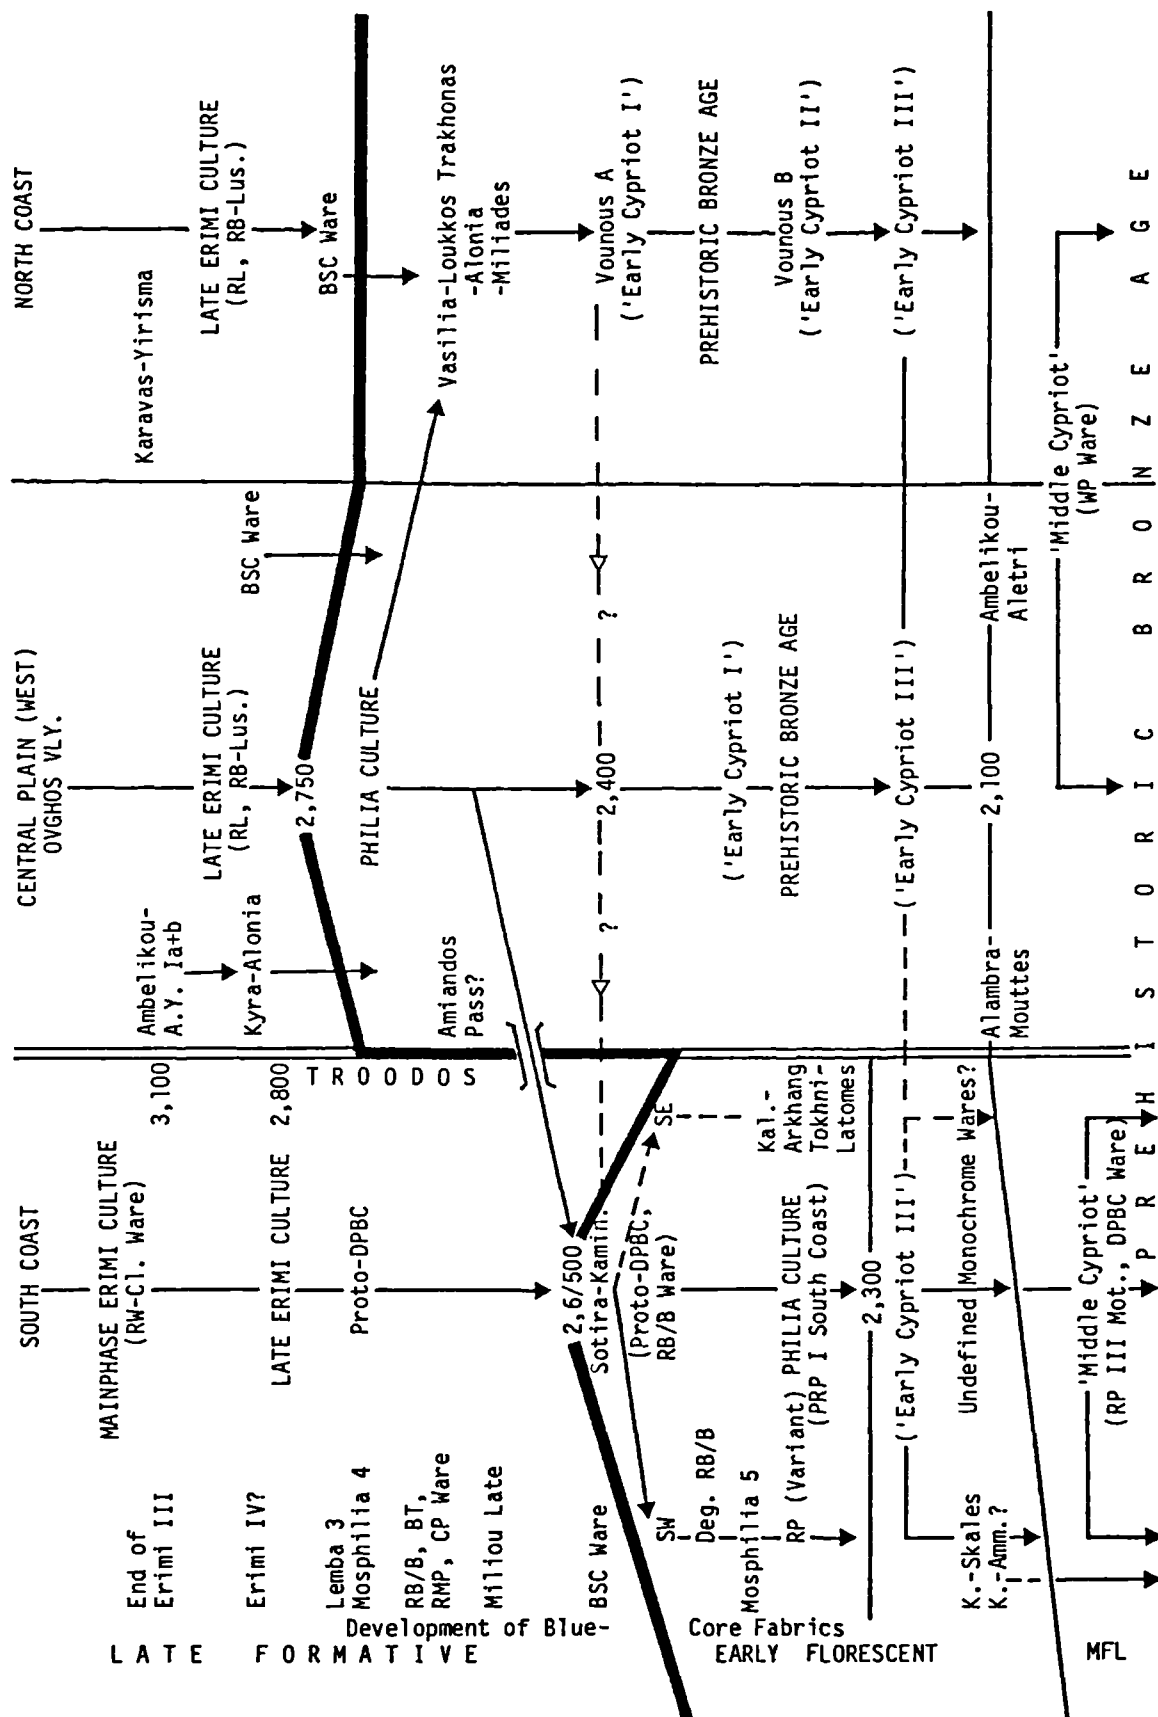 SOUTH COAST
CENTRAL PLAIN (WEST)
OVGHOS VLY.
NORTH COAST
End of
Erimi III
MAINPHASE ERIMI CULTURE
(RW-Cl. Ware)
3,100
Ambelikou-
A.Y. Ia+b
Karavas-Yirisma
Erimi IV?
LATE ERIMI CULTURE
2,800
Kyra-Alonia
LATE ERIMI CULTURE
(RL, RB-Lus.)
BSC Ware
LATE ERIMI CULTURE
(RL, RB-Lus.)
TROODOS
2,750
BSC Ware
Lemba 3
Mosphilia 4
Proto-DPBC
PHILIA CULTURE
RB/B, BT,
RMP, CP Ware
Miliou Late
Amiandos
Pass?
Vasilia-Loukkos Trakhonas
-Alonia
-Miliades
BSC Ware
2,6/500
Sotira-Kamin.
?
2,400
?
Vounous A
('Early Cypriot I')
(Proto-DPBC,
RB/B Ware)
SW
SE
Deg. RB/B
Mosphilia 5
RP (Variant) PHILIA CULTURE
(PRP I South Coast)
Kal.-
Arkhang
Tokhni-
Latomes
('Early Cypriot I')
PREHISTORIC BRONZE AGE
PREHISTORIC BRONZE AGE
Vounous B
('Early Cypriot II')
2,300
('Early Cypriot III')
('Early Cypriot III')
('Early Cypriot III')
K.-Skales
K.-Amm.?
Undefined Monochrome Wares?
Alambra-
Mouttes
2,100
Ambelikou-
Aletri
'Middle Cypriot'
(RP III Mot., DPBC Ware)
'Middle Cypriot'
(WP Ware)
PREHISTORIC BRONZE AGE
Development of Blue-
Core Fabrics
LATE FORMATIVE
EARLY FLORESCENT
MFL